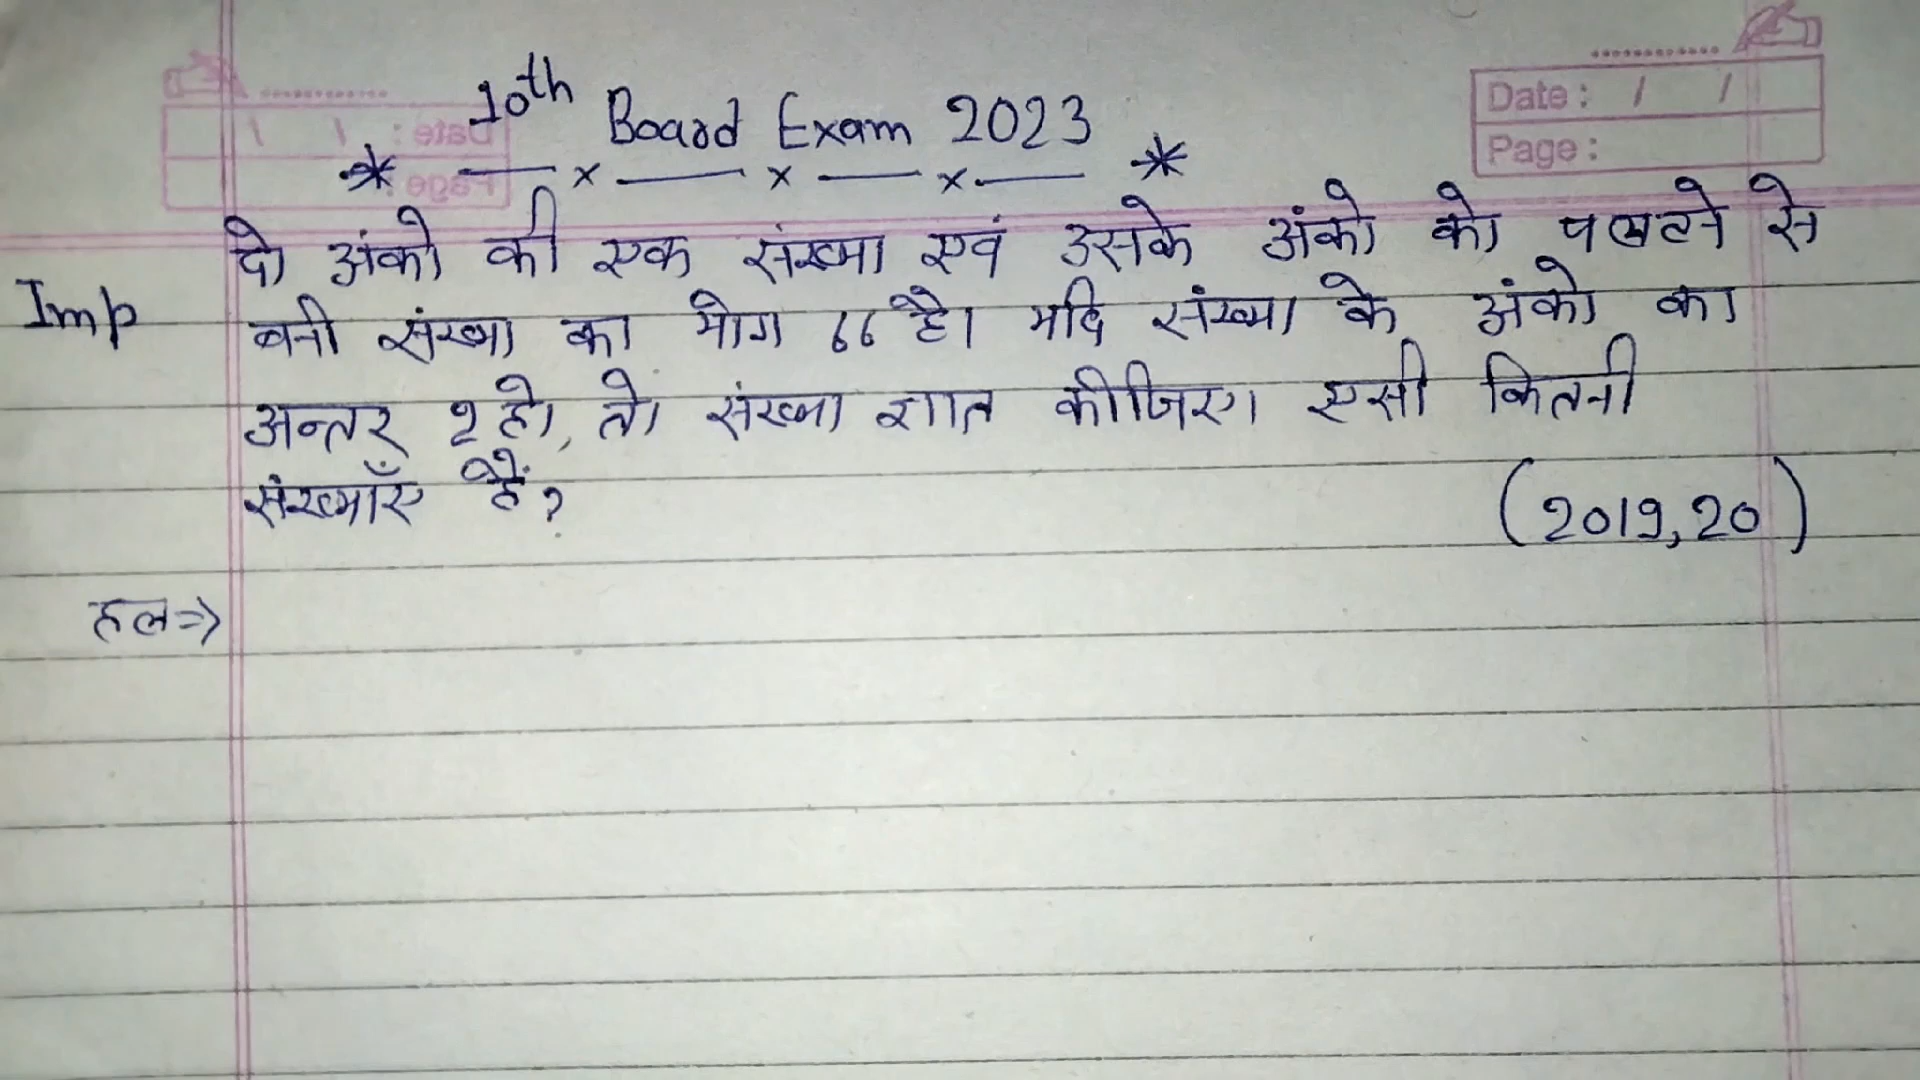 10th Board Exam 2023
Date : / /
Page :
* — × — × — × — *
दो अंको की एक संख्या एवं उसके अंको को पलटने से
Imp बनी संख्या का योग 66 है। यदि संख्या के अंको का
अन्तर 2 हो, तो संख्या ज्ञात कीजिए। एसी कितनी
संख्याएँ हैं?
(2019,20)
हल⇒